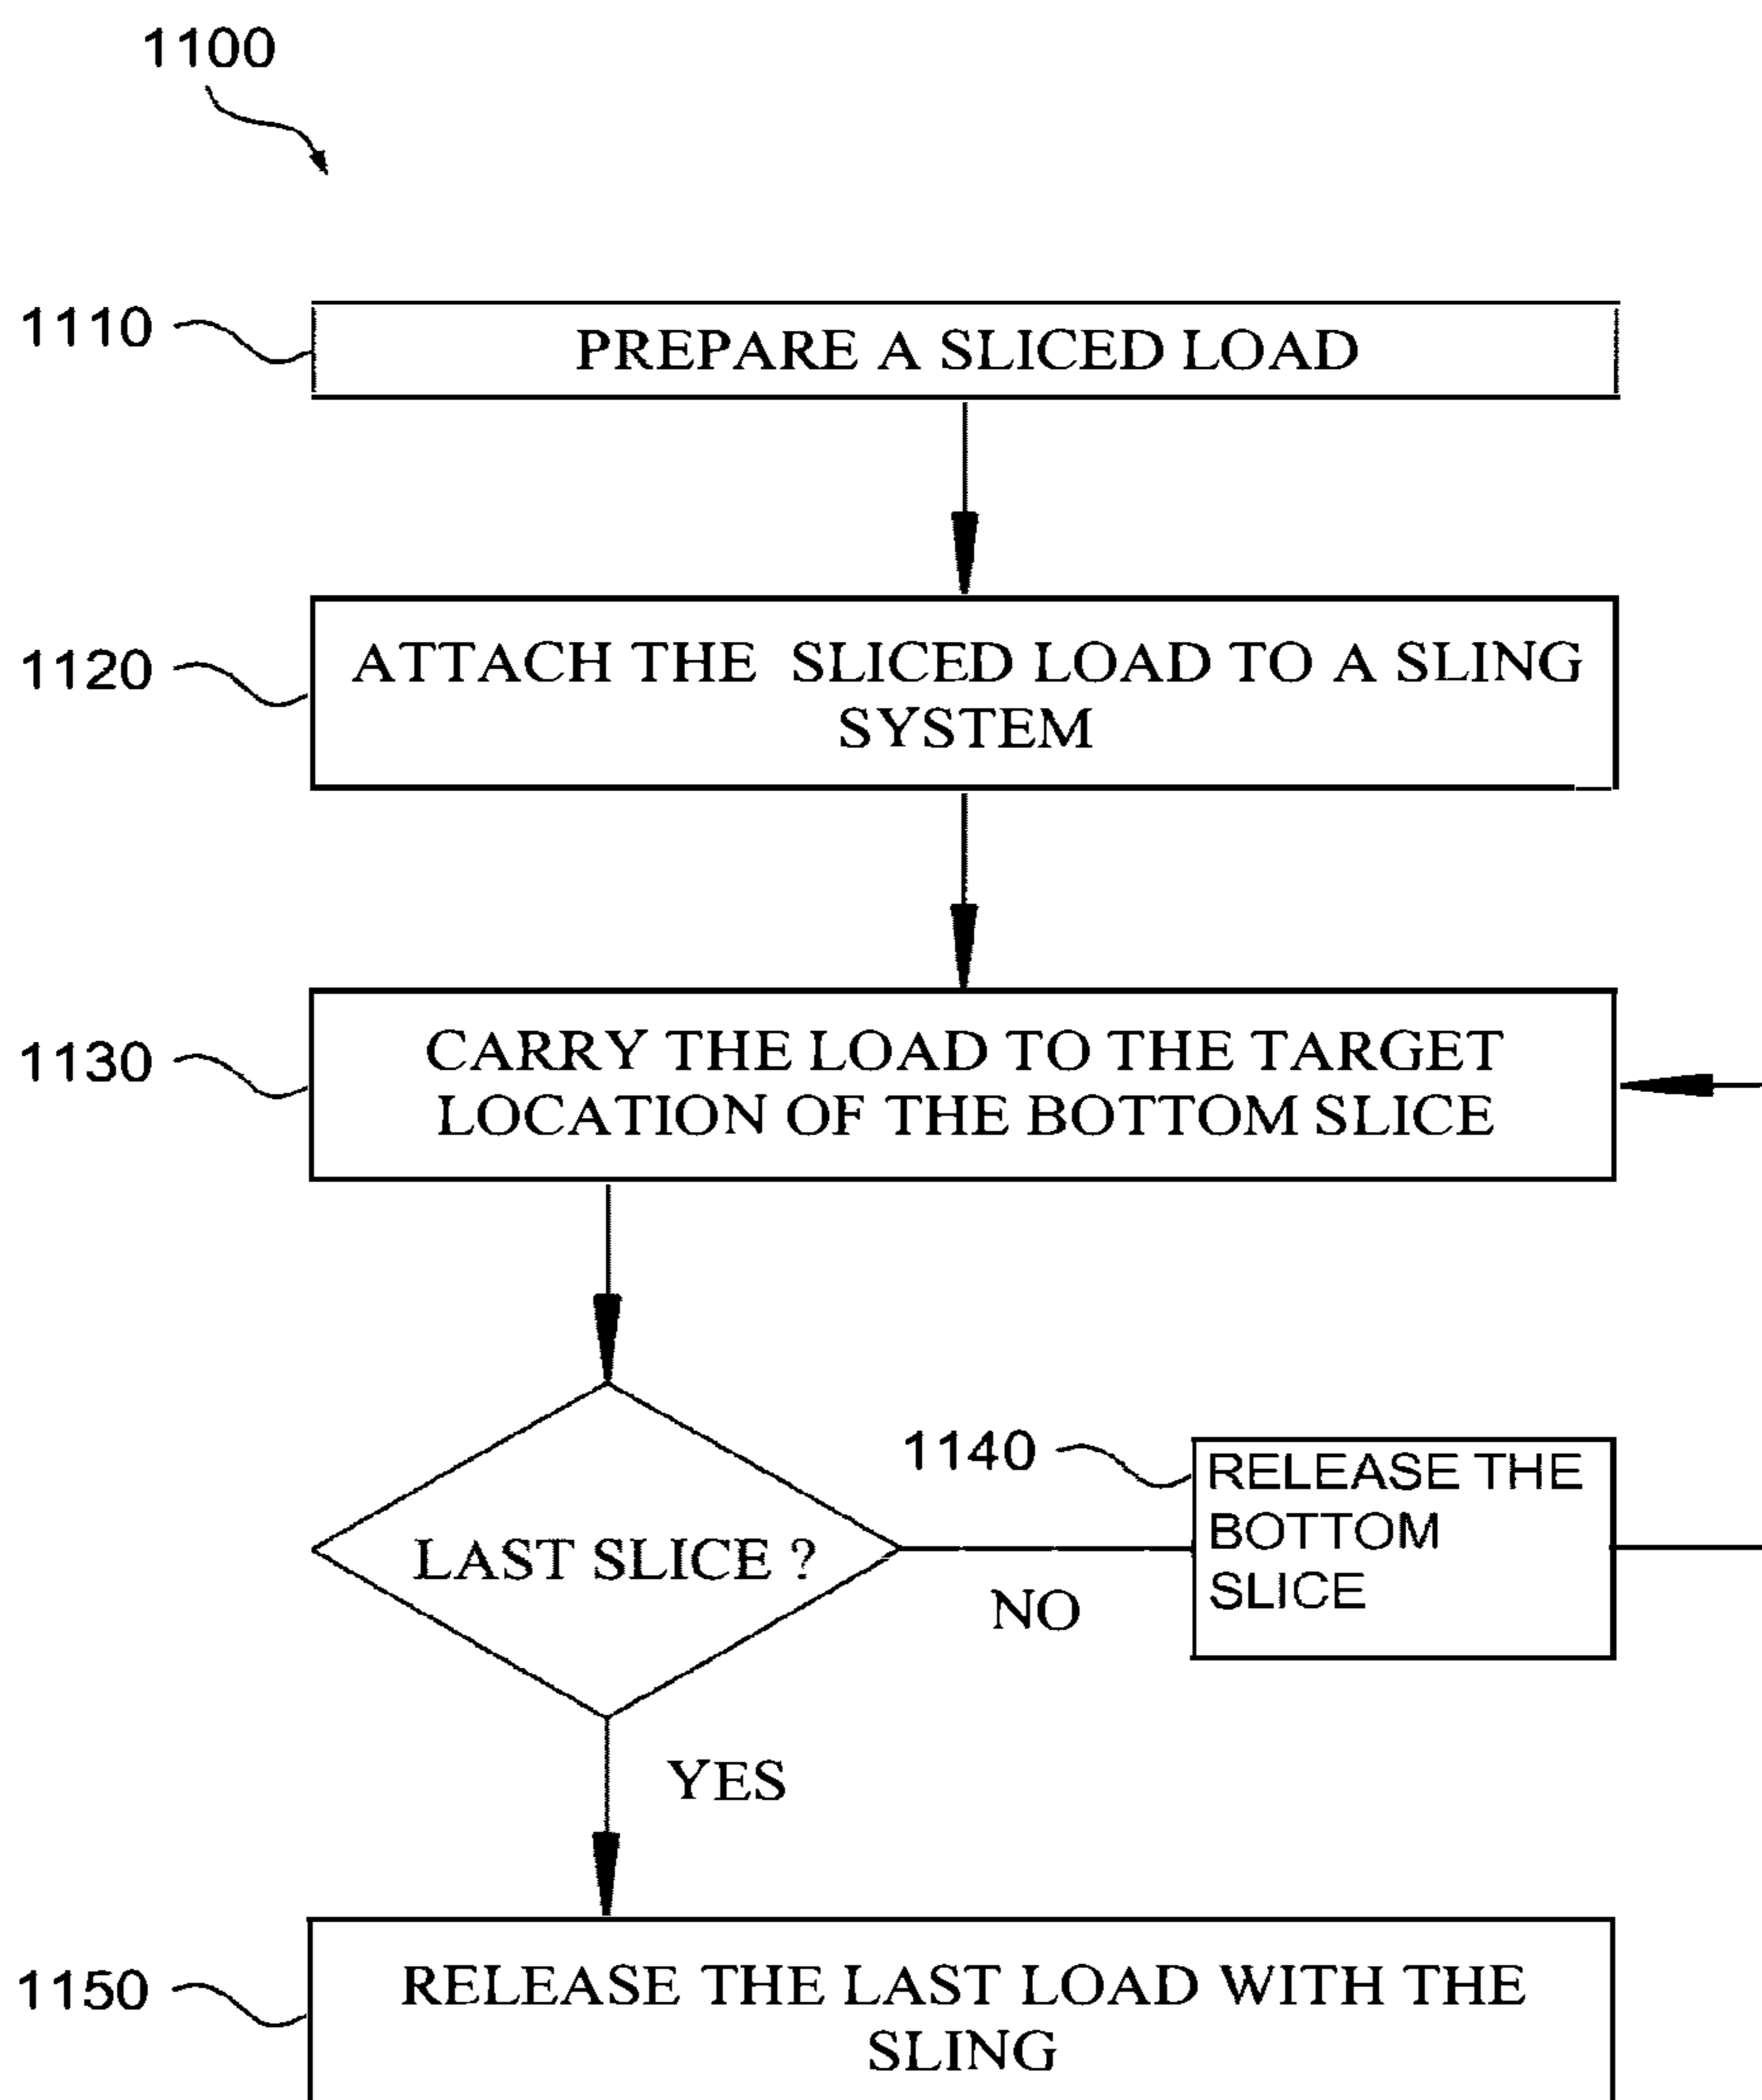 1100
1110
PREPARE A SLICED LOAD
1120
ATTACH THE SLICED LOAD TO A SLING
SYSTEM
1130
CARRY THE LOAD TO THE TARGET
LOCATION OF THE BOTTOM SLICE
1140
RELEASE THE
BOTTOM
SLICE
LAST SLICE ?
NO
YES
1150
RELEASE THE LAST LOAD WITH THE
SLING